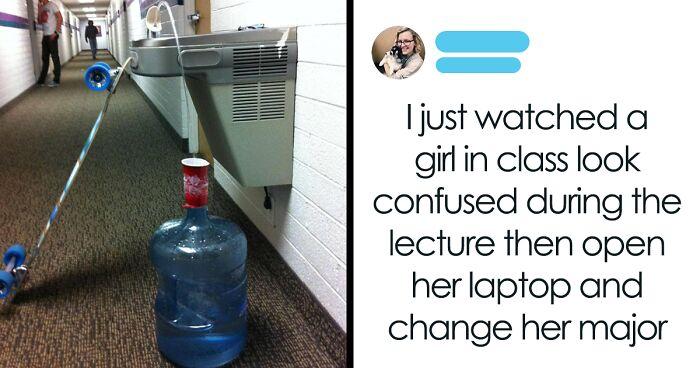 I just watched a
girl in class look
confused during the
lecture then open
her laptop and
change her major